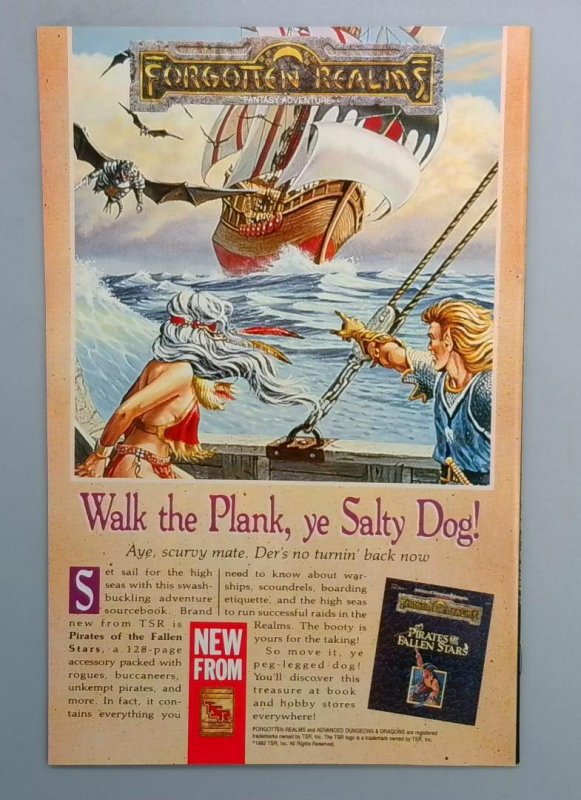 FORGOTTEN REALMS
FANTASY ADVENTURE
Walk the Plank, ye Salty Dog!
Aye, scurvy mate. Der's no turnin' back now
Set sail for the high
seas with this swash-
buckling adventure
sourcebook. Brand
new from TSR is
Pirates of the Fallen
Stars, a 128-page
accessory packed with
rogues, buccaneers,
unkempt pirates, and
more. In fact, it con-
tains everything you
need to know about war-
ships, scoundrels, boarding
etiquette, and the high seas
to run successful raids in the
Realms. The booty is
yours for the taking!
So move it, ye
peg-legged dog!
You'll discover this
treasure at book
and hobby stores
everywhere!
NEW
FROM
TSR
FORGOTTEN REALMS
PIRATES OF THE
FALLEN STARS
FORGOTTEN REALMS and ADVANCED DUNGEONS & DRAGONS are registered
trademarks owned by TSR, Inc. The TSR logo is a trademark owned by TSR, Inc.
©1992 TSR, Inc. All Rights Reserved.